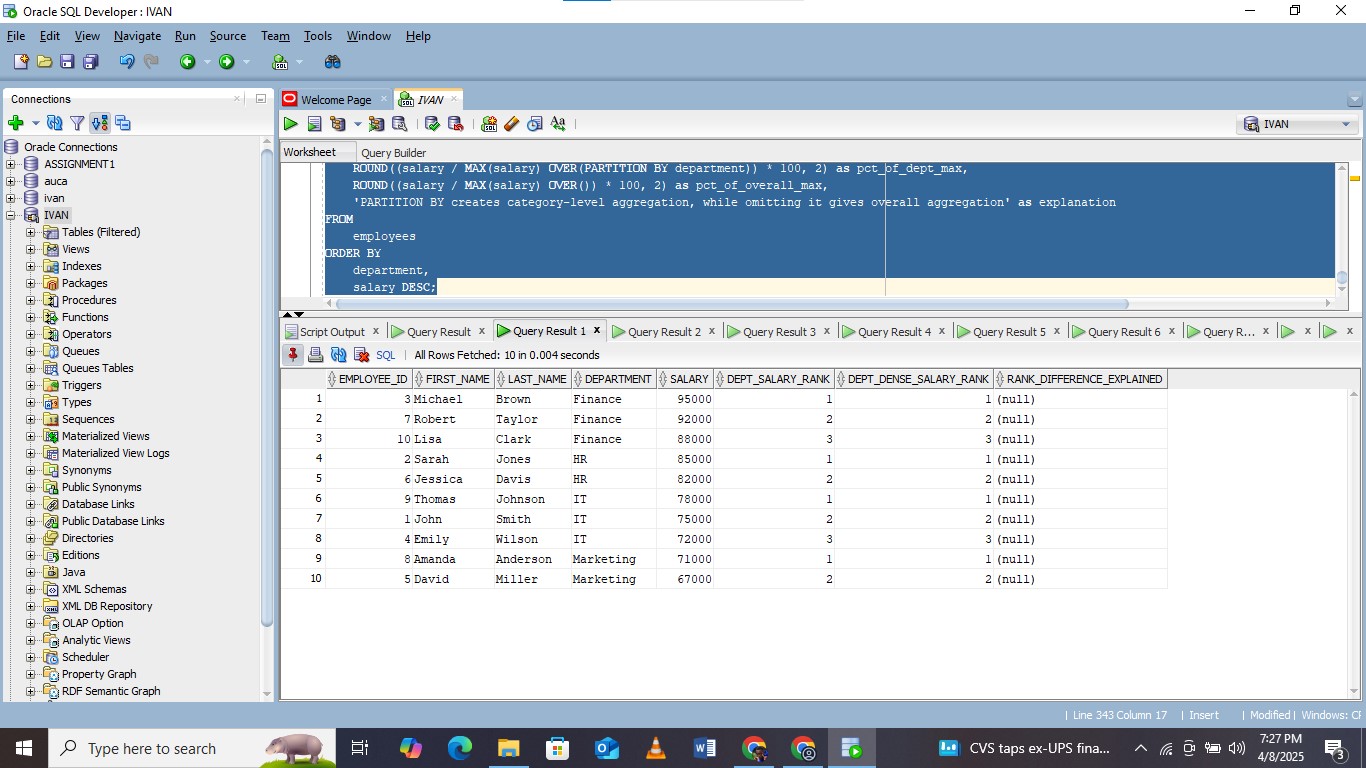 Oracle SQL Developer : IVAN
File Edit View Navigate Run Source Team Tools Window Help
Connections
Welcome Page
IVAN
IVAN
Worksheet Query Builder
Oracle Connections
ASSIGNMENT1
auca
ivan
IVAN
Tables (Filtered)
Views
Indexes
Packages
Procedures
Functions
Operators
Queues
Queues Tables
Triggers
Types
Sequences
Materialized Views
Materialized View Logs
Synonyms
Public Synonyms
Database Links
Public Database Links
Directories
Editions
Java
XML Schemas
XML DB Repository
OLAP Option
Analytic Views
Scheduler
Property Graph
RDF Semantic Graph
ROUND((salary / MAX(salary) OVER(PARTITION BY department)) * 100, 2) as pct_of_dept_max,
ROUND((salary / MAX(salary) OVER()) * 100, 2) as pct_of_overall_max,
'PARTITION BY creates category-level aggregation, while omitting it gives overall aggregation' as explanation
FROM
employees
ORDER BY
department,
salary DESC;
Script Output Query Result Query Result 1 Query Result 2 Query Result 3 Query Result 4 Query Result 5 Query Result 6 Query R...
SQL All Rows Fetched: 10 in 0.004 seconds
EMPLOYEE_ID FIRST_NAME LAST_NAME DEPARTMENT SALARY DEPT_SALARY_RANK DEPT_DENSE_SALARY_RANK RANK_DIFFERENCE_EXPLAINED
1 3 Michael Brown Finance 95000 1 1 (null)
2 7 Robert Taylor Finance 92000 2 2 (null)
3 10 Lisa Clark Finance 88000 3 3 (null)
4 2 Sarah Jones HR 85000 1 1 (null)
5 6 Jessica Davis HR 82000 2 2 (null)
6 9 Thomas Johnson IT 78000 1 1 (null)
7 1 John Smith IT 75000 2 2 (null)
8 4 Emily Wilson IT 72000 3 3 (null)
9 8 Amanda Anderson Marketing 71000 1 1 (null)
10 5 David Miller Marketing 67000 2 2 (null)
Line 343 Column 17 | Insert | Modified | Windows:
Type here to search
CVS taps ex-UPS fina...
7:27 PM
4/8/2025
3